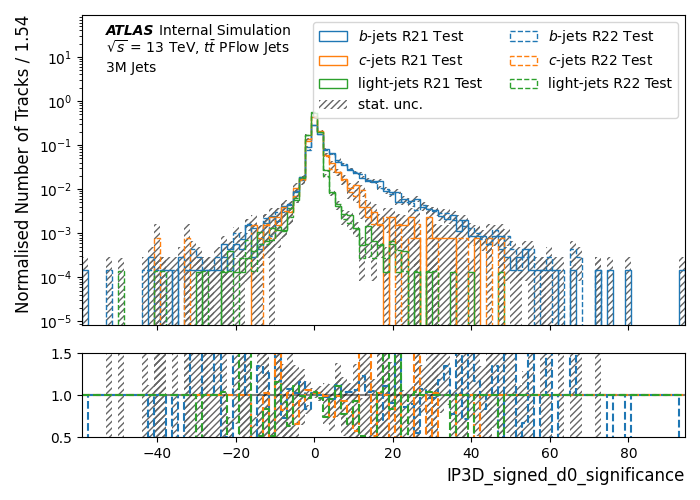 ATLAS Internal Simulation
√s = 13 TeV, tt̄ PFlow Jets
3M Jets
b-jets R21 Test
c-jets R21 Test
light-jets R21 Test
stat. unc.
b-jets R22 Test
c-jets R22 Test
light-jets R22 Test
Normalised Number of Tracks / 1.54
10¹
10⁰
10⁻¹
10⁻²
10⁻³
10⁻⁴
10⁻⁵
1.5
1.0
0.5
−40 −20 0 20 40 60 80
IP3D_signed_d0_significance